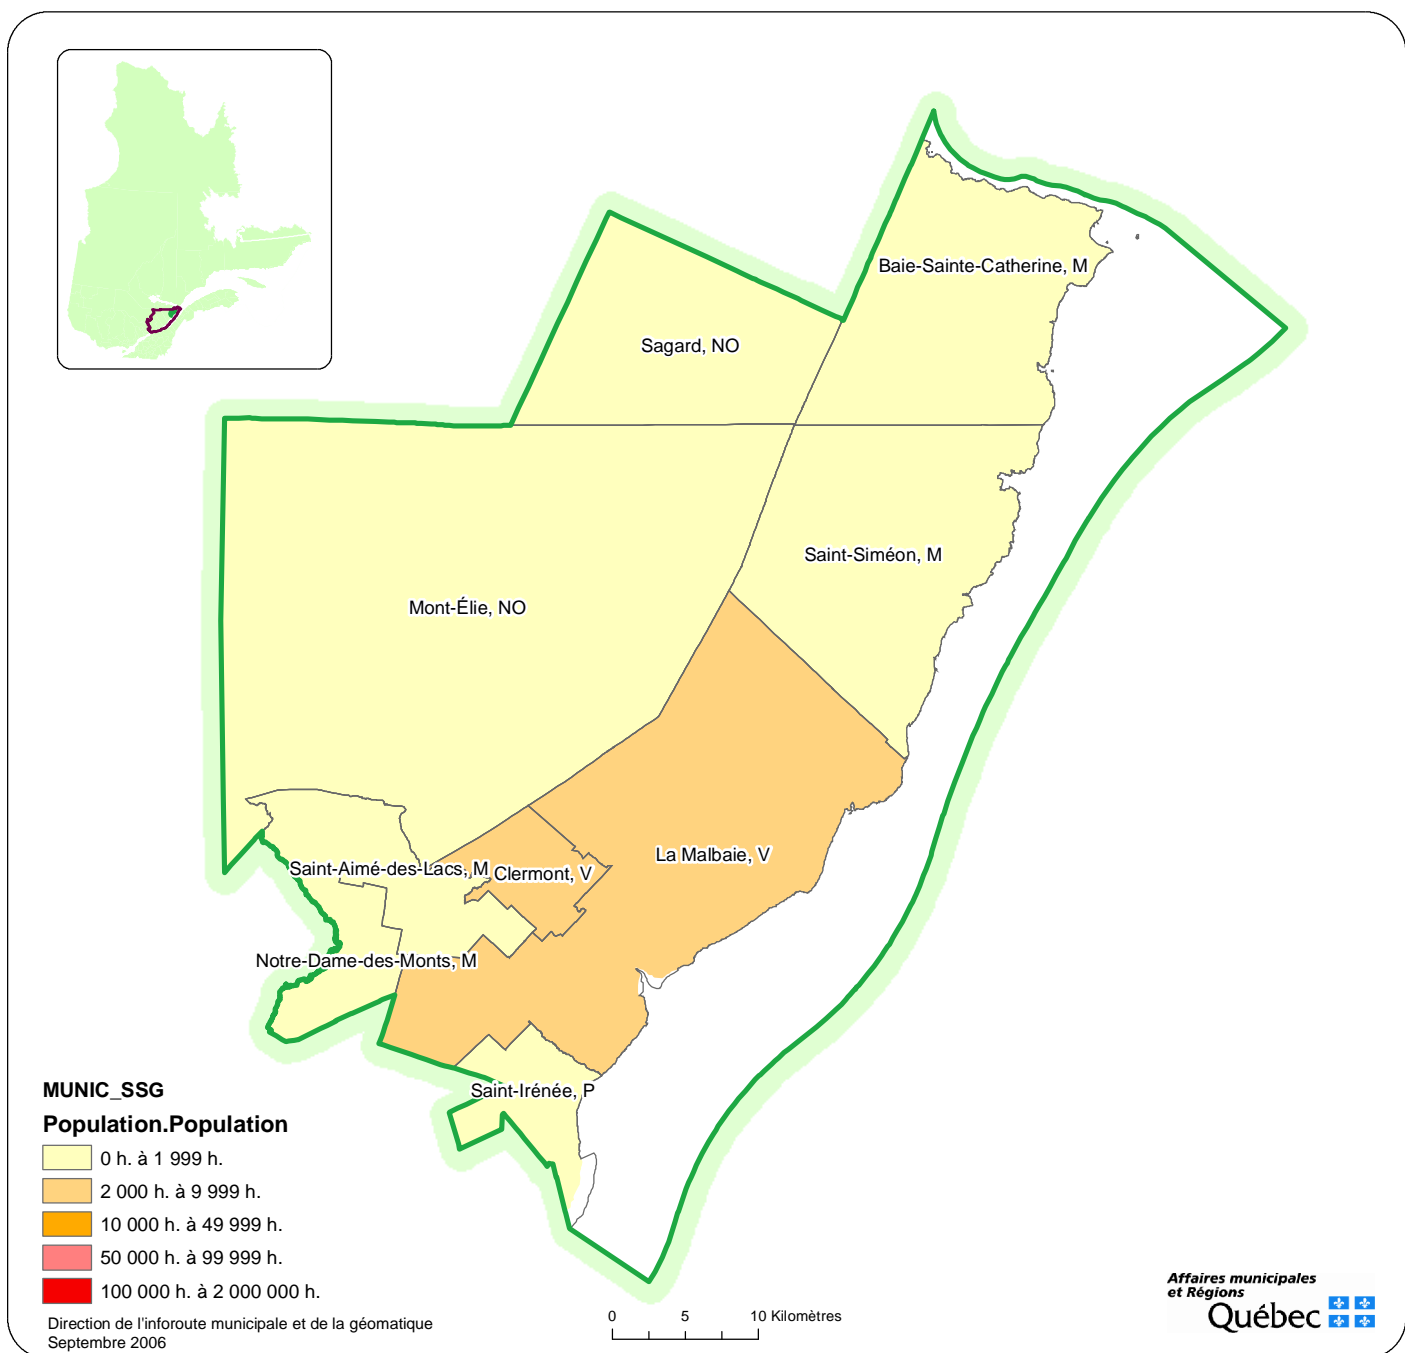 Baie-Sainte-Catherine, M
Sagard, NO
Saint-Siméon, M
Mont-Élie, NO
La Malbaie, V
Saint-Aimé-des-Lacs, M
Clermont, V
Notre-Dame-des-Monts, M
Saint-Irénée, P
MUNIC_SSG
Population.Population
0 h. à 1 999 h.
2 000 h. à 9 999 h.
10 000 h. à 49 999 h.
50 000 h. à 99 999 h.
100 000 h. à 2 000 000 h.
Direction de l'inforoute municipale et de la géomatique
Septembre 2006
0 5 10 Kilomètres
Affaires municipales
et Régions
Québec